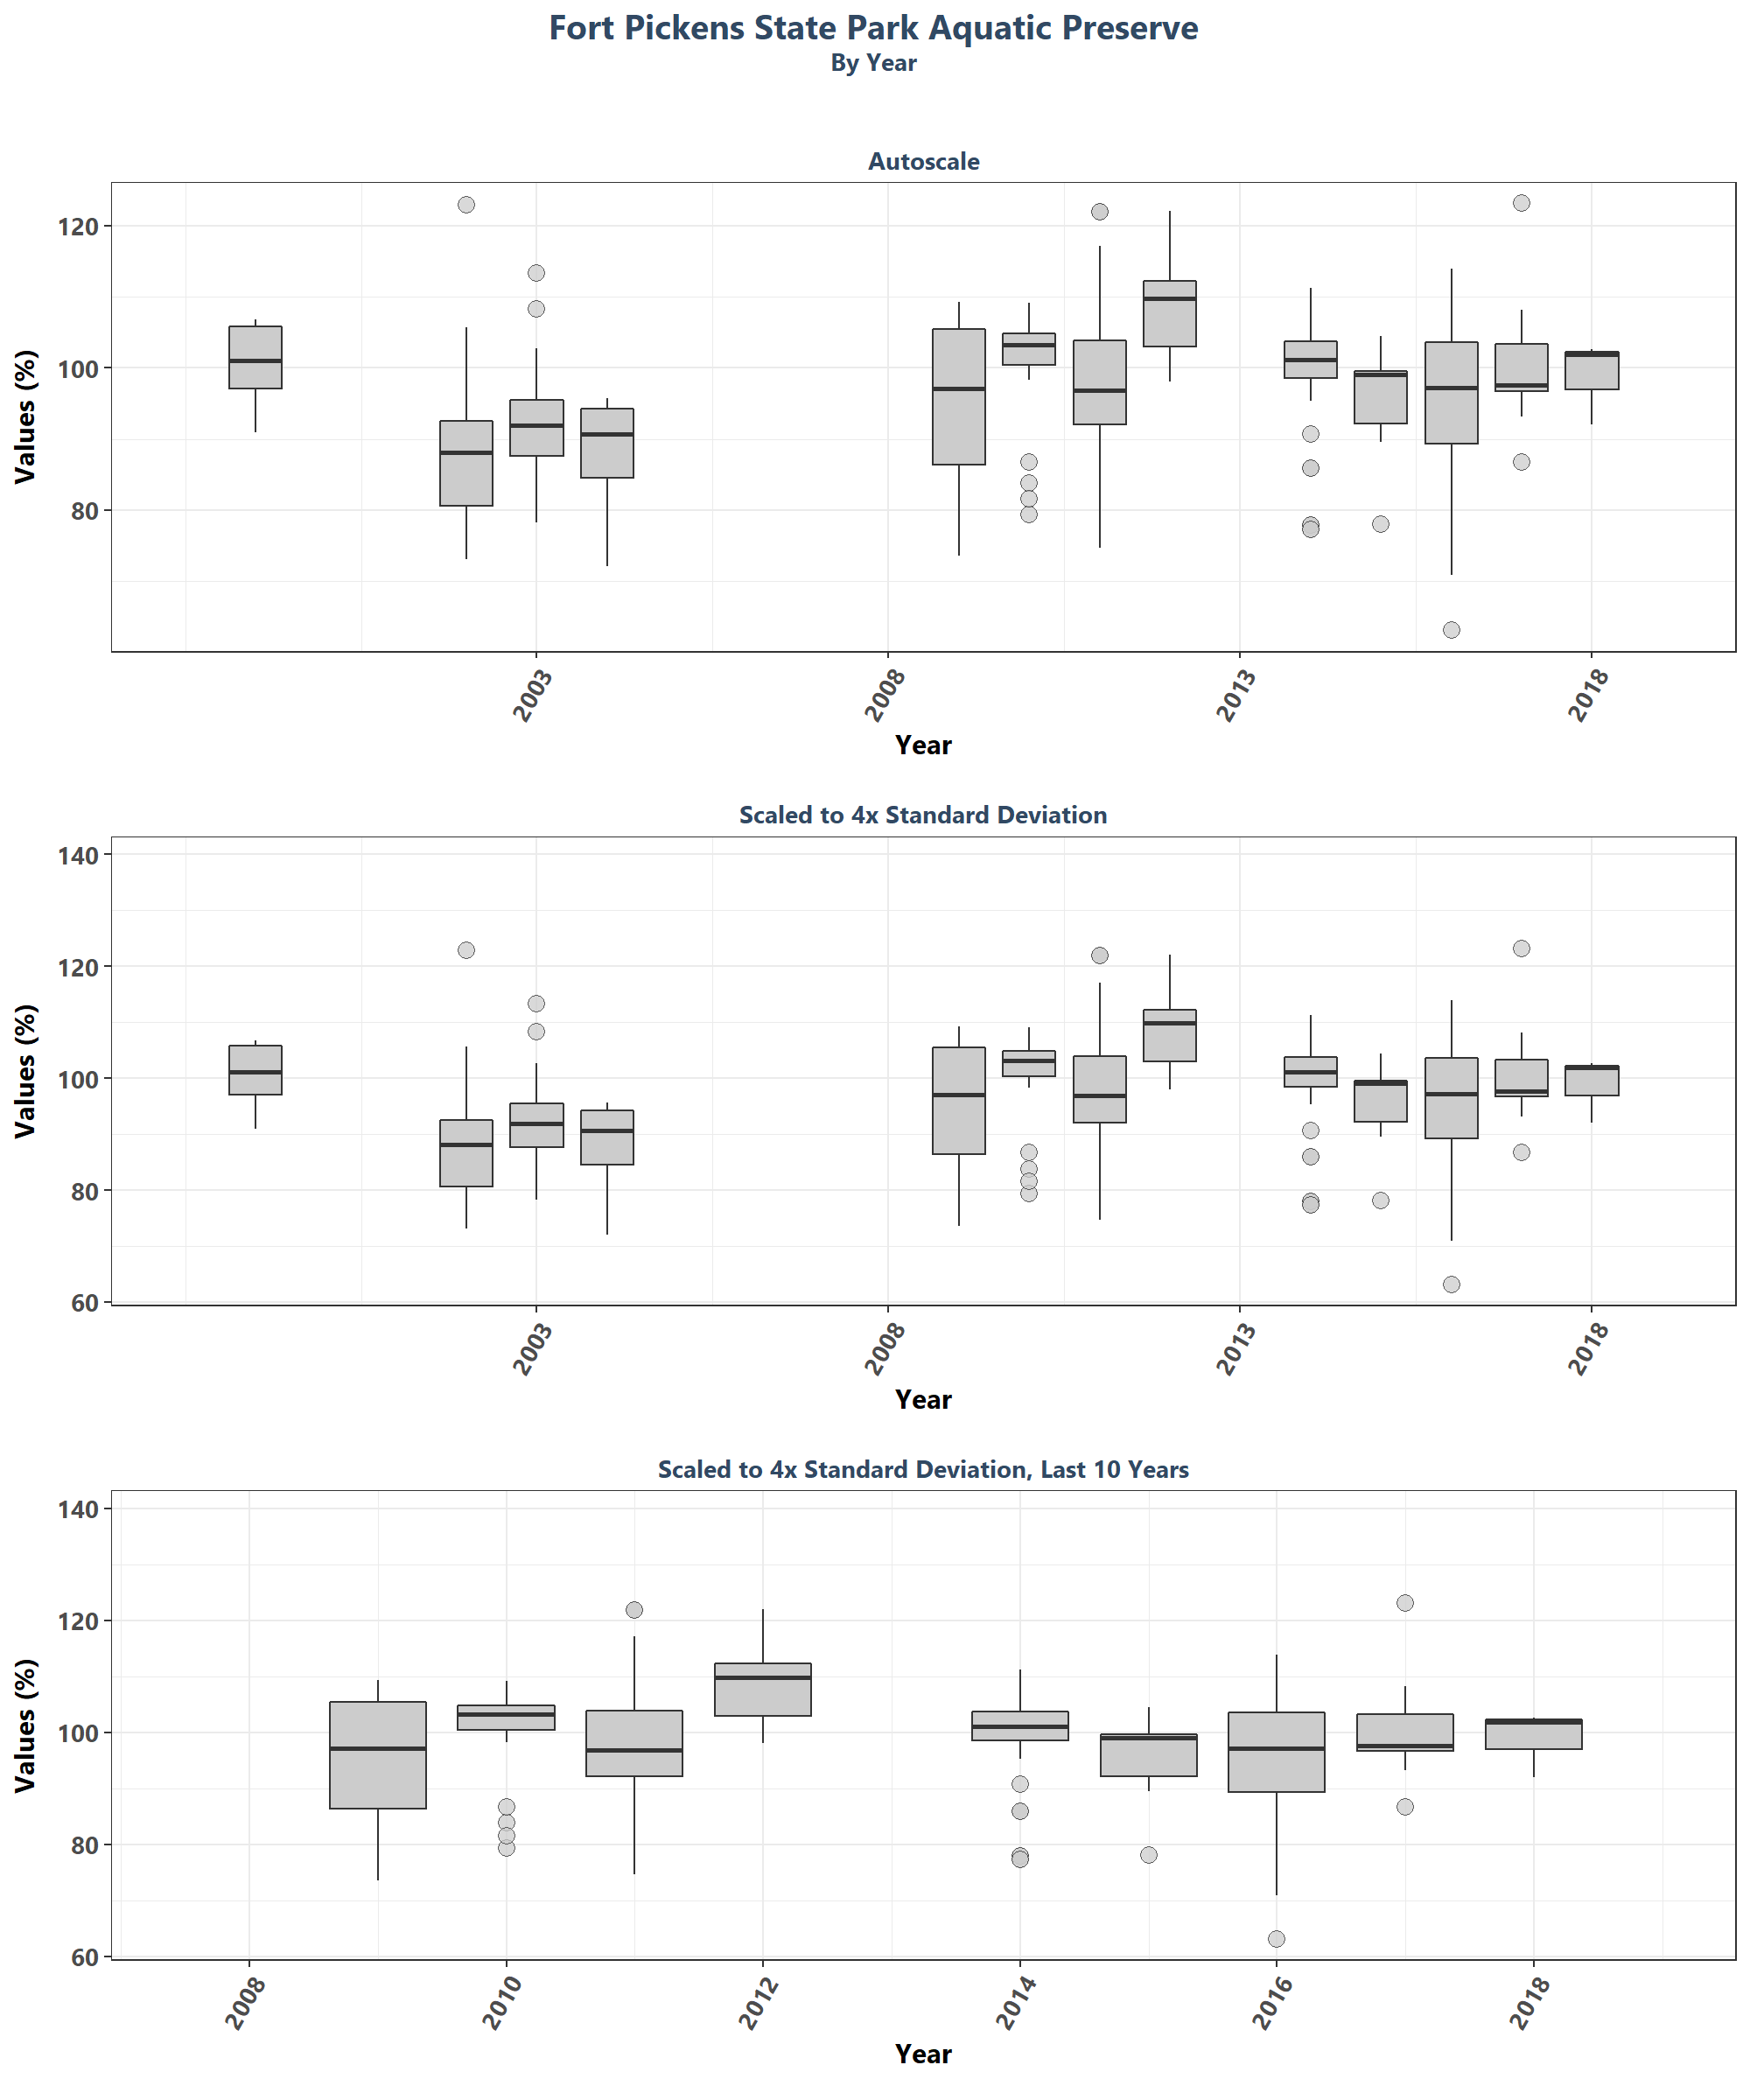 Fort Pickens State Park Aquatic Preserve
By Year
Autoscale
Values (%)
120
100
80
2003
2008
2013
2018
Year
Scaled to 4x Standard Deviation
Values (%)
140
120
100
80
60
2003
2008
2013
2018
Year
Scaled to 4x Standard Deviation, Last 10 Years
Values (%)
140
120
100
80
60
2008
2010
2012
2014
2016
2018
Year